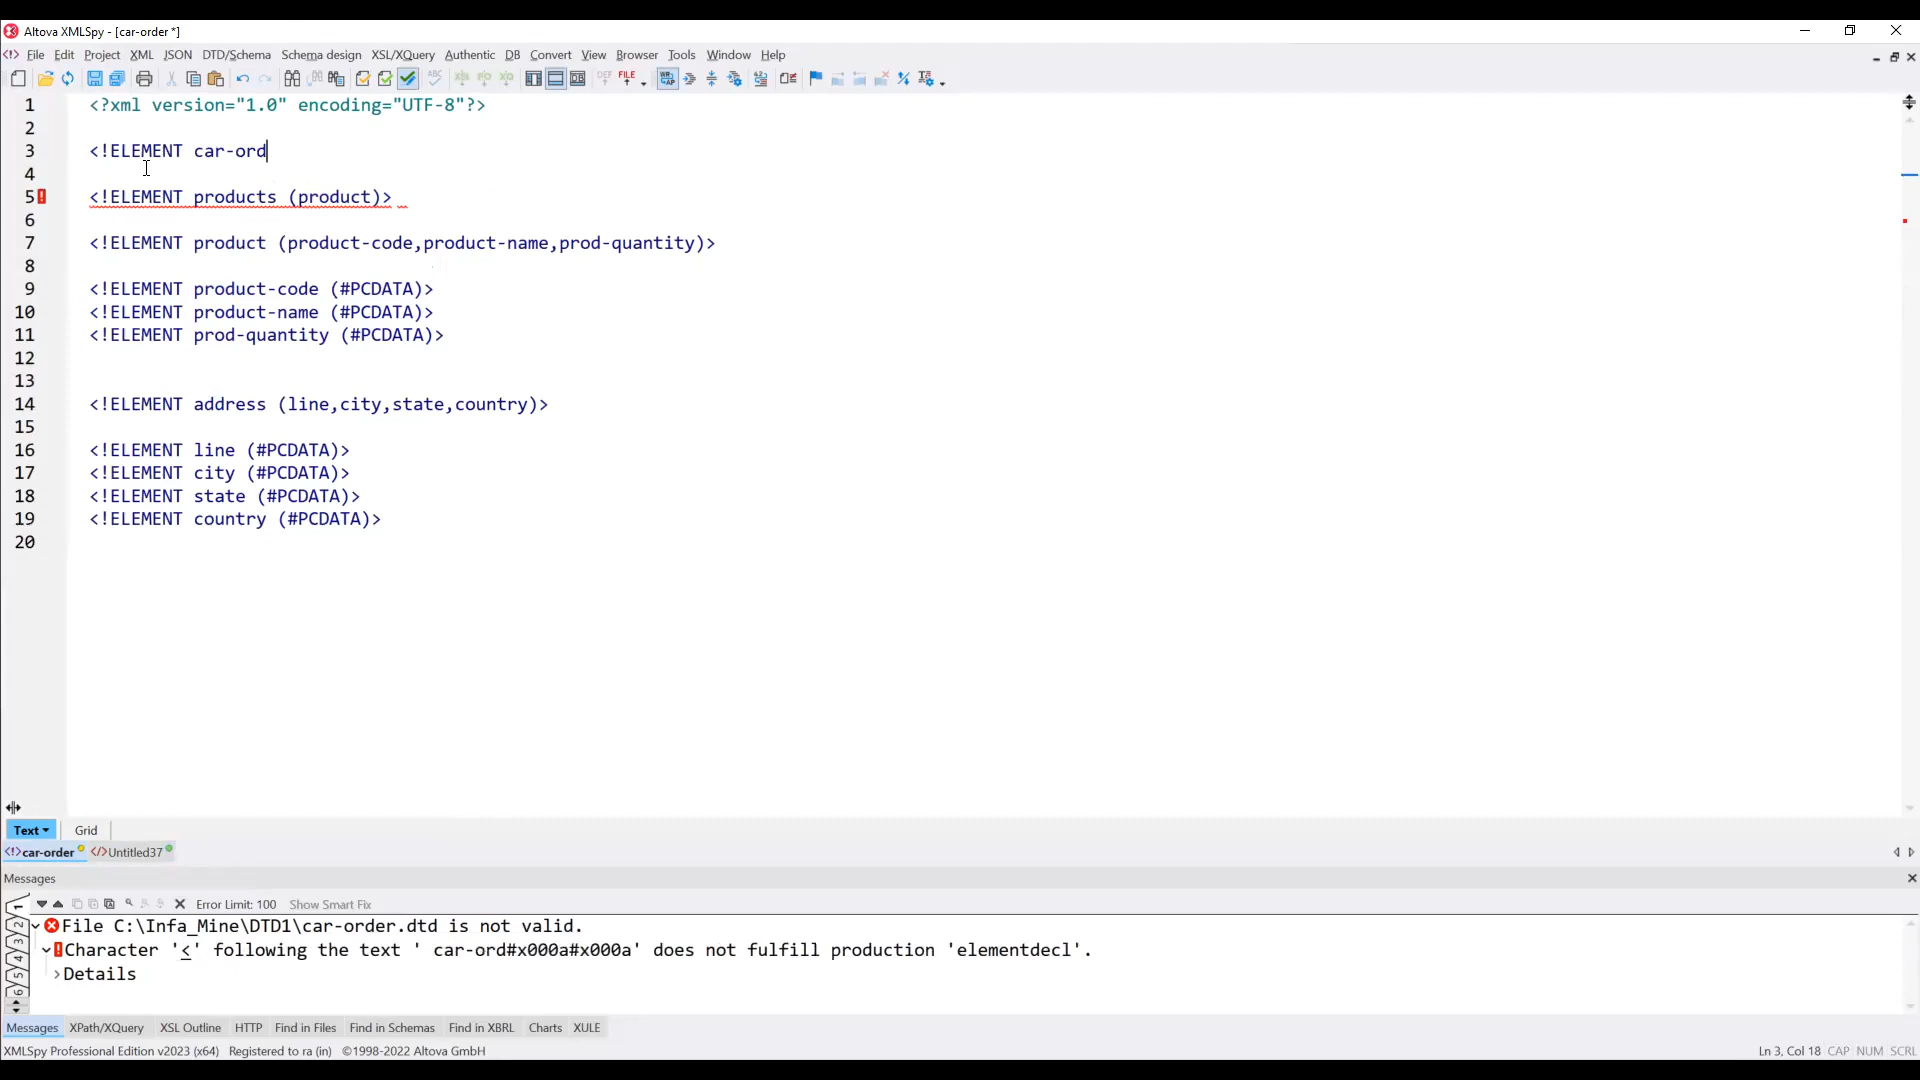 Altova XMLSpy - [car-order *]
File Edit Project XML JSON DTD/Schema Schema design XSL/XQuery Authentic DB Convert View Browser Tools Window Help
1 <?xml version="1.0" encoding="UTF-8"?>
2
3 <!ELEMENT car-ord
4
5 <!ELEMENT products (product)>
6
7 <!ELEMENT product (product-code,product-name,prod-quantity)>
8
9 <!ELEMENT product-code (#PCDATA)>
10 <!ELEMENT product-name (#PCDATA)>
11 <!ELEMENT prod-quantity (#PCDATA)>
12
13
14 <!ELEMENT address (line,city,state,country)>
15
16 <!ELEMENT line (#PCDATA)>
17 <!ELEMENT city (#PCDATA)>
18 <!ELEMENT state (#PCDATA)>
19 <!ELEMENT country (#PCDATA)>
20
Text Grid
car-order Untitled37
Messages
Error Limit: 100 Show Smart Fix
File C:\Infa_Mine\DTD1\car-order.dtd is not valid.
Character '<' following the text ' car-ord#x000a#x000a' does not fulfill production 'elementdecl'.
Details
Messages XPath/XQuery XSL Outline HTTP Find in Files Find in Schemas Find in XBRL Charts XULE
XMLSpy Professional Edition v2023 (x64) Registered to ra (in) ©1998-2022 Altova GmbH Ln 3, Col 18 CAP NUM SCRL